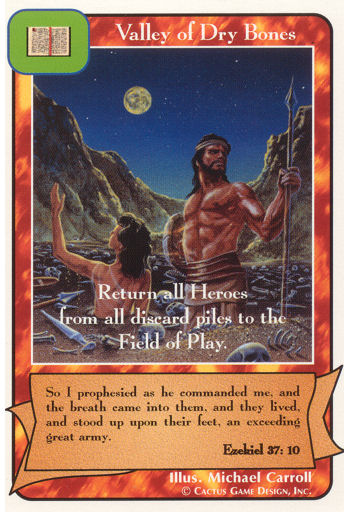 Valley of Dry Bones
Return all Heroes
from all discard piles to the
Field of Play.
So I prophesied as he commanded me, and
the breath came into them, and they lived,
and stood up upon their feet, an exceeding
great army.
Ezekiel 37: 10
Illus. Michael Carroll
© Cactus Game Design, Inc.